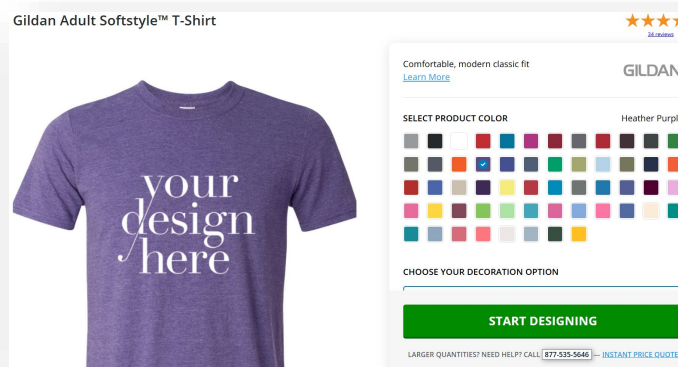 Gildan Adult Softstyle™ T-Shirt
24 reviews
Comfortable, modern classic fit
Learn More
GILDAN
SELECT PRODUCT COLOR
Heather Purpl
your
design
here
CHOOSE YOUR DECORATION OPTION
START DESIGNING
LARGER QUANTITIES? NEED HELP? CALL 877-535-5646 — INSTANT PRICE QUOTE